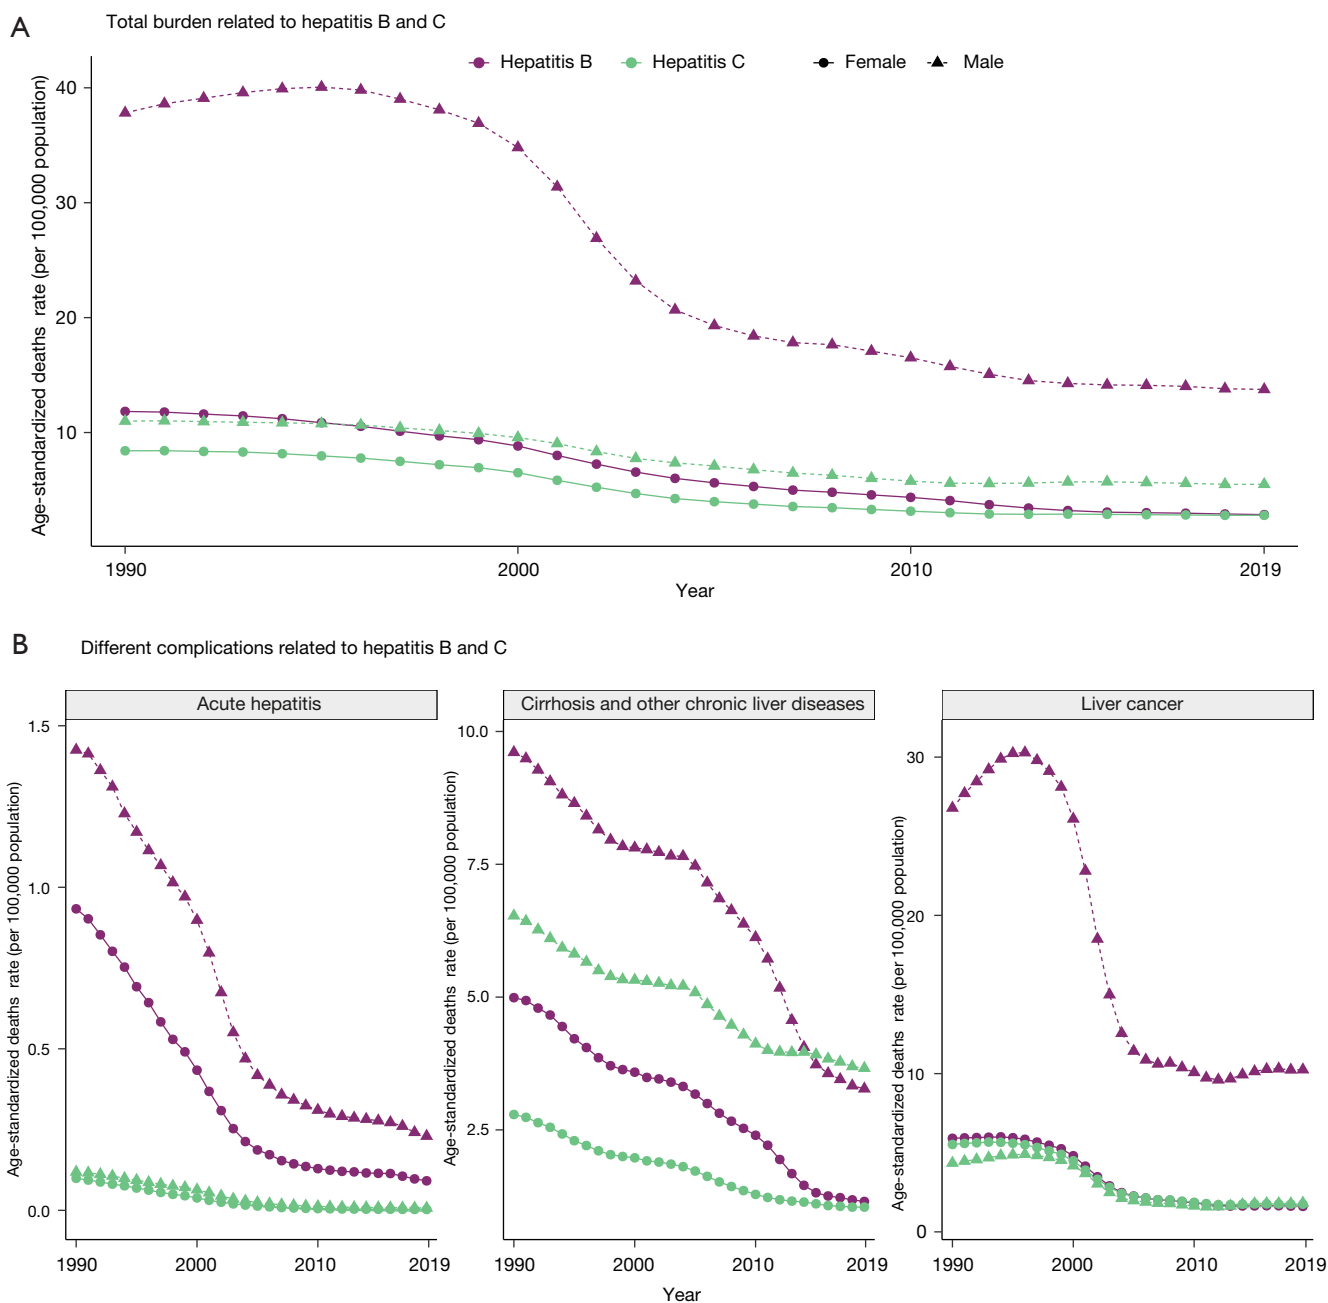 A
Total burden related to hepatitis B and C
Hepatitis B
Hepatitis C
Female
Male
Age-standardized deaths rate (per 100,000 population)
40
30
20
10
1990
2000
2010
2019
Year
B
Different complications related to hepatitis B and C
Acute hepatitis
Age-standardized deaths rate (per 100,000 population)
1.5
1.0
0.5
0.0
1990
2000
2010
2019
Cirrhosis and other chronic liver diseases
Age-standardized deaths rate (per 100,000 population)
10.0
7.5
5.0
2.5
1990
2000
2010
2019
Liver cancer
Age-standardized deaths rate (per 100,000 population)
30
20
10
0
1990
2000
2010
2019
Year